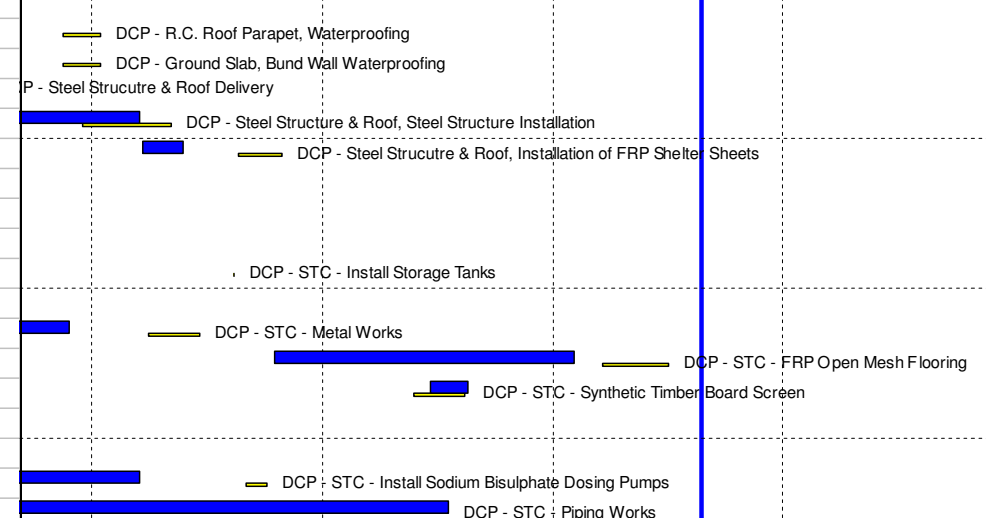 DCP - R.C. Roof Parapet, Waterproofing
DCP - Ground Slab, Bund Wall Waterproofing
P - Steel Strucutre & Roof Delivery
DCP - Steel Structure & Roof, Steel Structure Installation
DCP - Steel Strucutre & Roof, Installation of FRP Shelter Sheets
DCP - STC - Install Storage Tanks
DCP - STC - Metal Works
DCP - STC - FRP Open Mesh Flooring
DCP - STC - Synthetic Timber Board Screen
DCP - STC - Install Sodium Bisulphate Dosing Pumps
DCP - STC - Piping Works